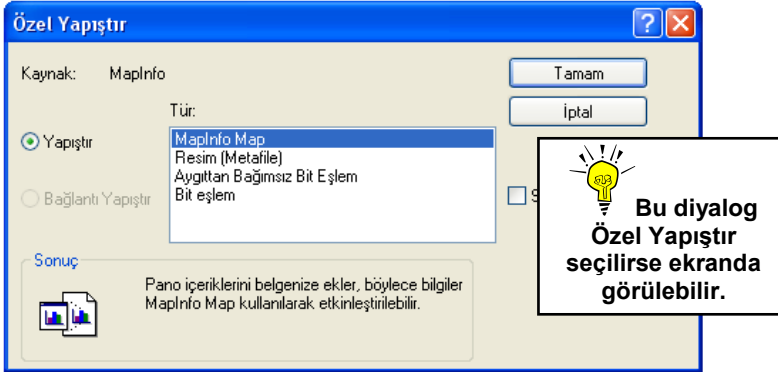 Özel Yapıştır
Kaynak: MapInfo
Tamam
Tür:
İptal
Yapıştır
MapInfo Map
Resim (Metafile)
Aygıttan Bağımsız Bit Eşlem
Bit eşlem
Bağlantı Yapıştır
Bu diyalog
Özel Yapıştır
seçilirse ekranda
görülebilir.
Sonuç
Pano içeriklerini belgenize ekler, böylece bilgiler
MapInfo Map kullanılarak etkinleştirilebilir.